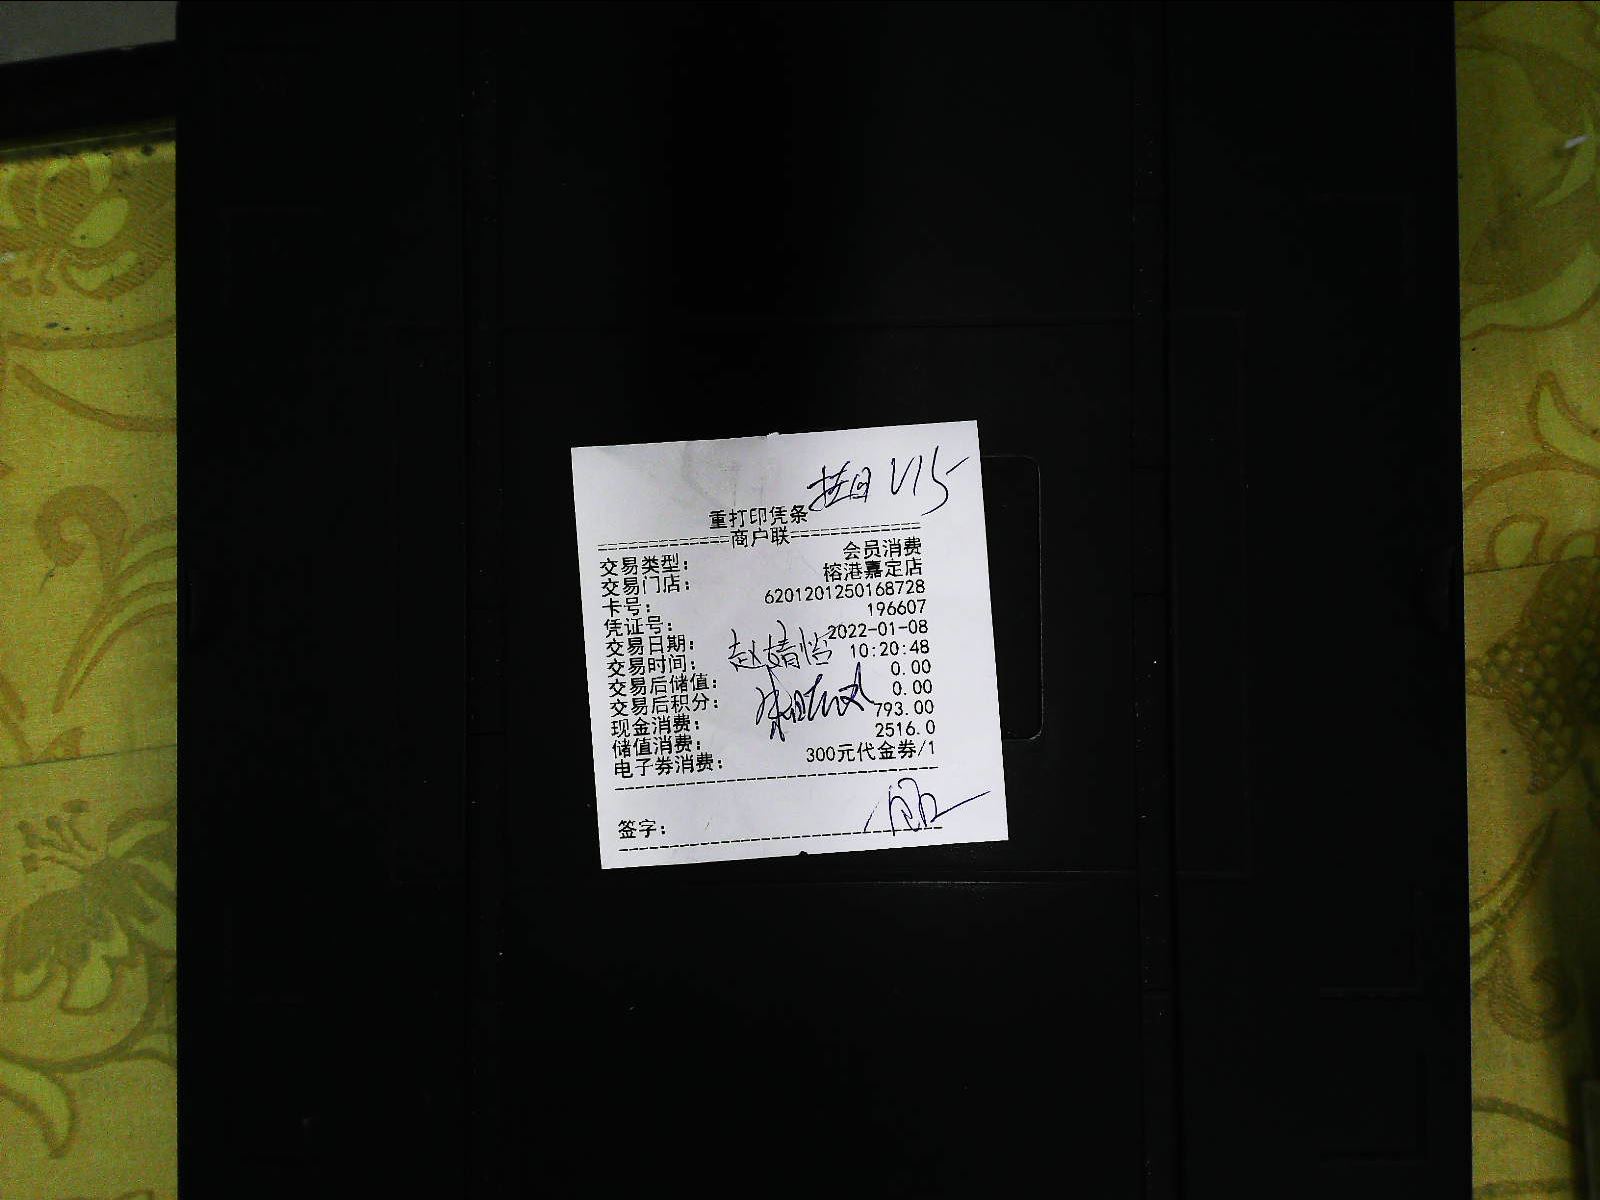 V15
重打印凭条
=============商户联=============
交易类型: 会员消费
交易门店: 榕港嘉定店
卡号: 6201201250168728
凭证号: 196607
交易日期: 2022-01-08
交易时间: 10:20:48
赵婧怡
交易后储值: 0.00
交易后积分: 0.00
现金消费: 793.00
储值消费: 2516.0
电子券消费: 300元代金券/1
签字: